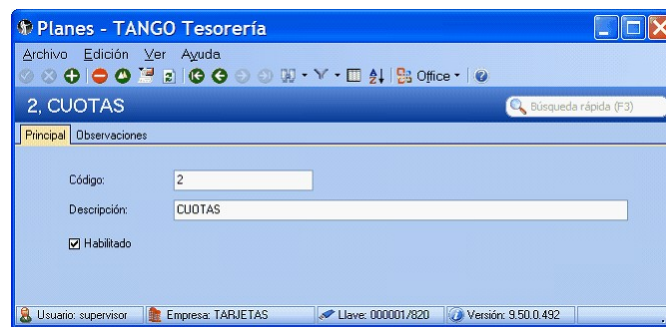 Planes - TANGO Tesorería
Archivo Edición Ver Ayuda
Office
2, CUOTAS
Búsqueda rápida (F3)
Principal Observaciones
Código: 2
Descripción: CUOTAS
Habilitado
Usuario: supervisor Empresa: TARJETAS Llave: 000001/820 Versión: 9.50.0.492